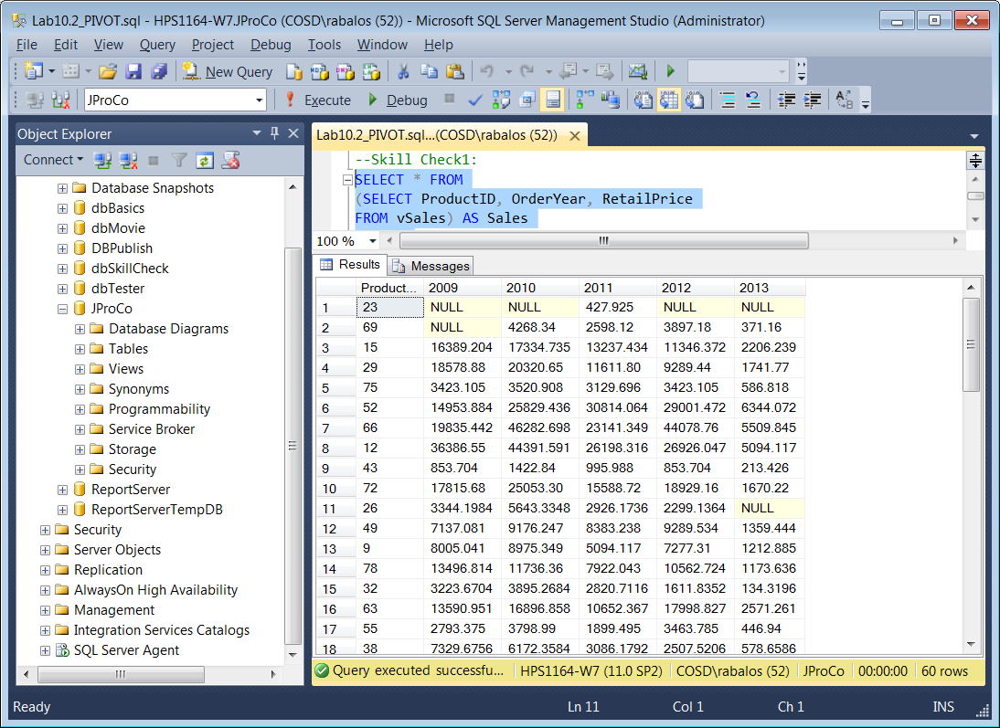 Lab10.2_PIVOT.sql - HPS1164-W7.JProCo (COSD\rabalos (52)) - Microsoft SQL Server Management Studio (Administrator)
File Edit View Query Project Debug Tools Window Help
New Query
JProCo Execute Debug
Object Explorer
Connect
Database Snapshots
dbBasics
dbMovie
DBPublish
dbSkillCheck
dbTester
JProCo
Database Diagrams
Tables
Views
Synonyms
Programmability
Service Broker
Storage
Security
ReportServer
ReportServerTempDB
Security
Server Objects
Replication
AlwaysOn High Availability
Management
Integration Services Catalogs
SQL Server Agent
Lab10.2_PIVOT.sql...(COSD\rabalos (52))
--Skill Check1:
SELECT * FROM
(SELECT ProductID, OrderYear, RetailPrice
FROM vSales) AS Sales
100 %
Results Messages
Product... 2009 2010 2011 2012 2013
1 23 NULL NULL 427.925 NULL NULL
2 69 NULL 4268.34 2598.12 3897.18 371.16
3 15 16389.204 17334.735 13237.434 11346.372 2206.239
4 29 18578.88 20320.65 11611.80 9289.44 1741.77
5 75 3423.105 3520.908 3129.696 3423.105 586.818
6 52 14953.884 25829.436 30814.064 29001.472 6344.072
7 66 19835.442 46282.698 23141.349 44078.76 5509.845
8 12 36386.55 44391.591 26198.316 26926.047 5094.117
9 43 853.704 1422.84 995.988 853.704 213.426
10 72 17815.68 25053.30 15588.72 18929.16 1670.22
11 26 3344.1984 5643.3348 2926.1736 2299.1364 NULL
12 49 7137.081 9176.247 8383.238 9289.534 1359.444
13 9 8005.041 8975.349 5094.117 7277.31 1212.885
14 78 13496.814 11736.36 7922.043 10562.724 1173.636
15 32 3223.6704 3895.2684 2820.7116 1611.8352 134.3196
16 63 13590.951 16896.858 10652.367 17998.827 2571.261
17 55 2793.375 3798.99 1899.495 3463.785 446.94
18 38 7329.6756 6172.3584 3086.1792 2507.5206 578.6586
Query executed successfu... HPS1164-W7 (11.0 SP2) COSD\rabalos (52) JProCo 00:00:00 60 rows
Ready Ln 11 Col 1 Ch 1 INS